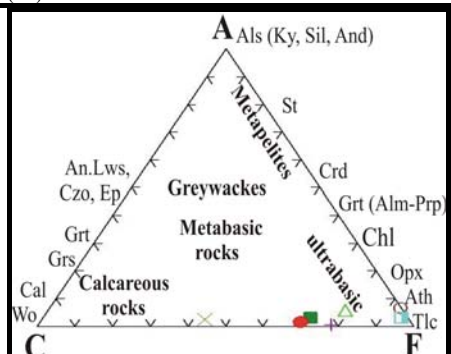 A Als (Ky, Sil, And)
St
Metapelites
An.Lws,
Czo, Ep
Greywackes
Crd
Grt (Alm-Prp)
Metabasic
rocks
Grt
Chl
ultrabasic
Grs
Opx
Cal
Calcareous
rocks
Ath
Wo
Tlc
C
F